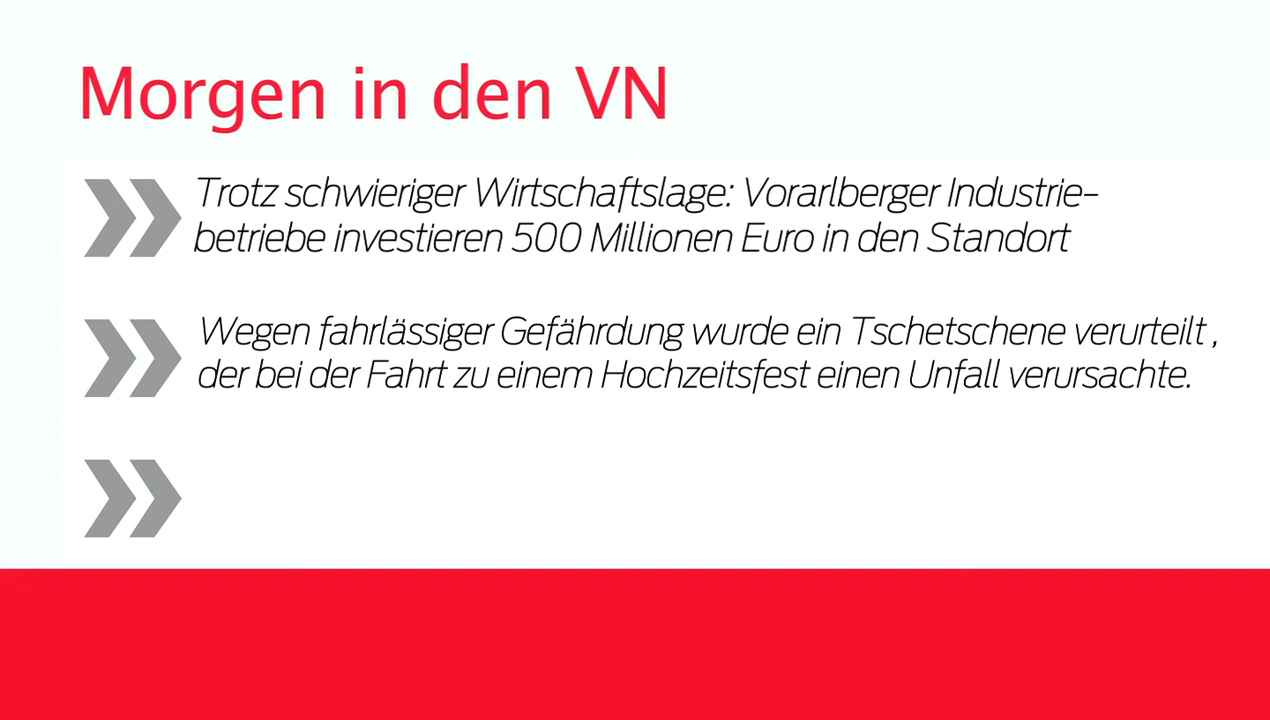 Morgen in den VN
Trotz schwieriger Wirtschaftslage: Vorarlberger Industrie-
betriebe investieren 500 Millionen Euro in den Standort
Wegen fahrlässiger Gefährdung wurde ein Tschetschene verurteilt ,
der bei der Fahrt zu einem Hochzeitsfest einen Unfall verursachte.